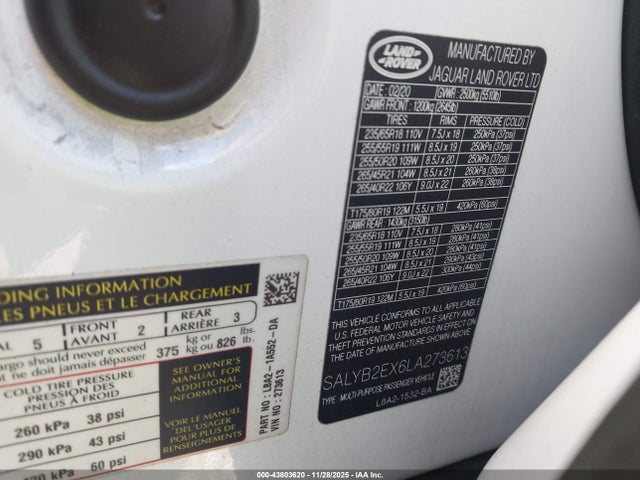 LAND
ROVER
MANUFACTURED BY
JAGUAR LAND ROVER LTD
DATE: 02/20 GVWR: 2500kg (5510lb)
GAWR FRONT: 1200kg (2645lb)
TIRES RIMS PRESSURE (COLD)
235/65R18 110V 7.5J x 18 250kPa (37psi)
255/55R19 111W 8.5J x 19 250kPa (37psi)
255/50R20 109W 8.5J x 20 250kPa (37psi)
265/45R21 104W 8.5J x 21 260kPa (38psi)
265/40R22 106Y 9.0J x 22 260kPa (38psi)
T175/80R19 122M 5.5J x 19 420kPa (60psi)
GAWR REAR: 1430kg (3150lb)
235/65R18 110V 7.5J x 18 280kPa (41psi)
255/55R19 111W 8.5J x 19 280kPa (41psi)
255/50R20 109W 8.5J x 20 280kPa (41psi)
265/45R21 104W 8.5J x 21 300kPa (44psi)
265/40R22 106Y 9.0J x 22 290kPa (43psi)
T175/80R19 122M 5.5J x 19 420kPa (60psi)
THIS VEHICLE CONFORMS TO ALL APPLICABLE
U.S. FEDERAL MOTOR VEHICLE SAFETY AND
THEFT PREVENTION STANDARDS IN EFFECT ON
THE DATE OF MANUFACTURE SHOWN ABOVE.
SALYB2EX6LA273613
TYPE: MULTI-PURPOSE PASSENGER VEHICLE
L8A2-1532-BA
DING INFORMATION
LES PNEUS ET LE CHARGEMENT
AL 5 FRONT AVANT 2 REAR ARRIÈRE 3
argo should never exceed 375 kg or 826 lbs.
t ne doit jamais dépasser kg ou lb.
COLD TIRE PRESSURE
PRESSION DES
PNEUS À FROID
260 kPa 38 psi
290 kPa 43 psi
420 kPa 60 psi
SEE OWNER'S
MANUAL FOR
ADDITIONAL
INFORMATION
VOIR LE MANUEL
DE L'USAGER
POUR PLUS DE
RENSEIGNEMENTS
PART NO: L8A2-1A552-DA
VIN NO: 273613
000-43803620 - 11/28/2025 - IAA Inc.